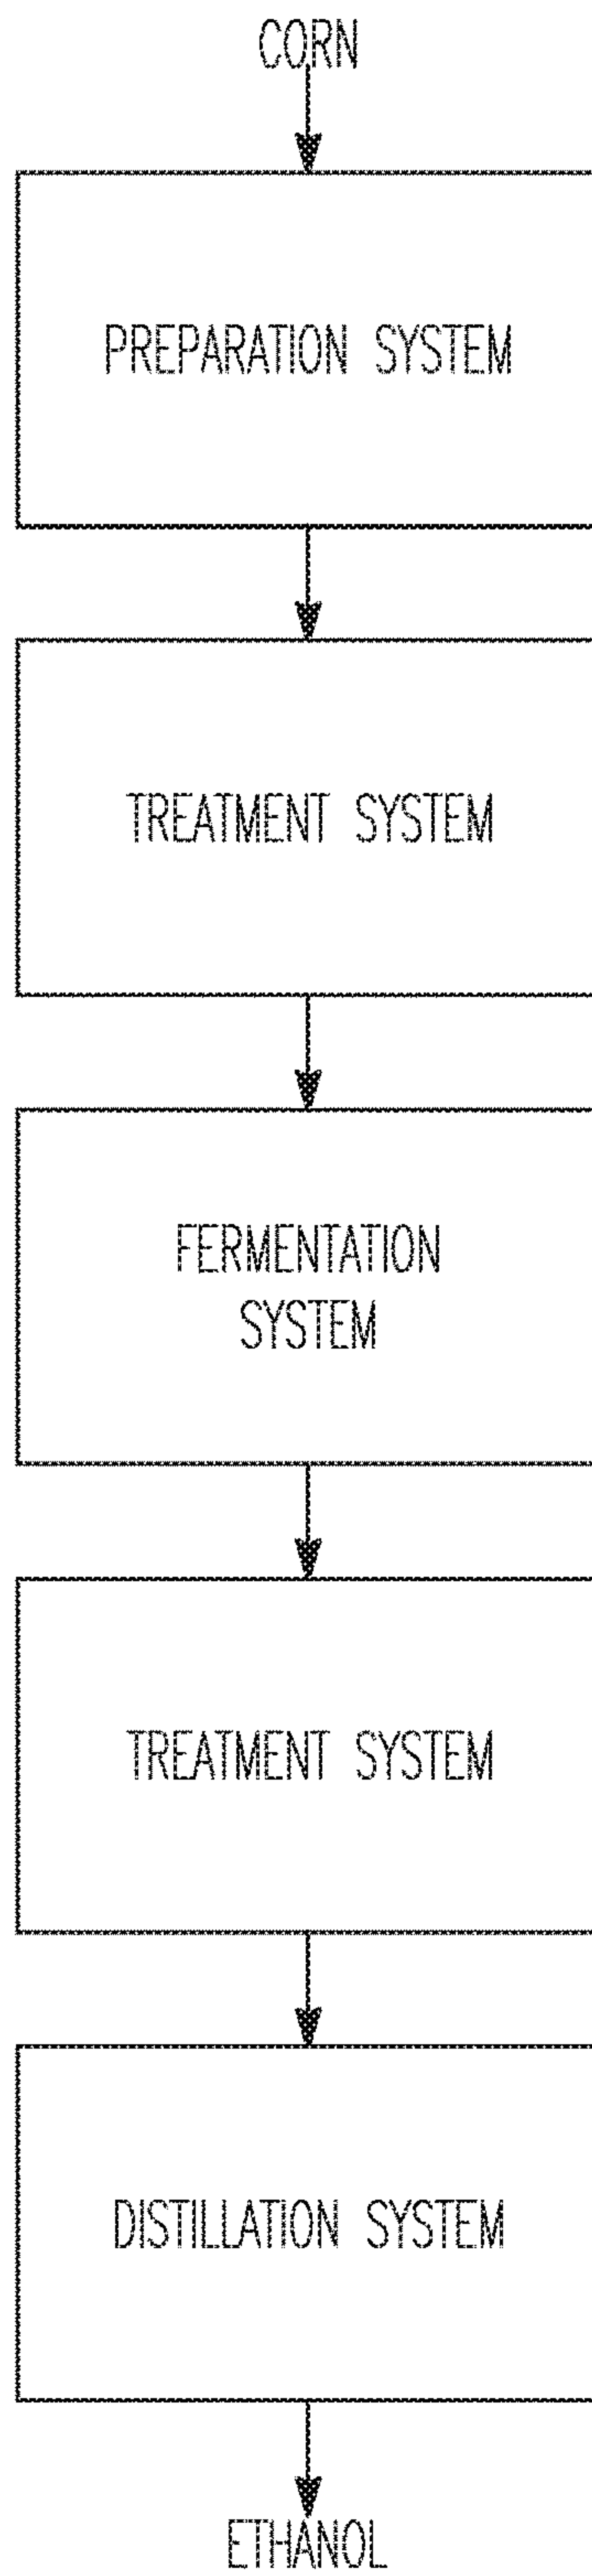 CORN
PREPARATION SYSTEM
TREATMENT SYSTEM
FERMENTATION
SYSTEM
TREATMENT SYSTEM
DISTILLATION SYSTEM
ETHANOL